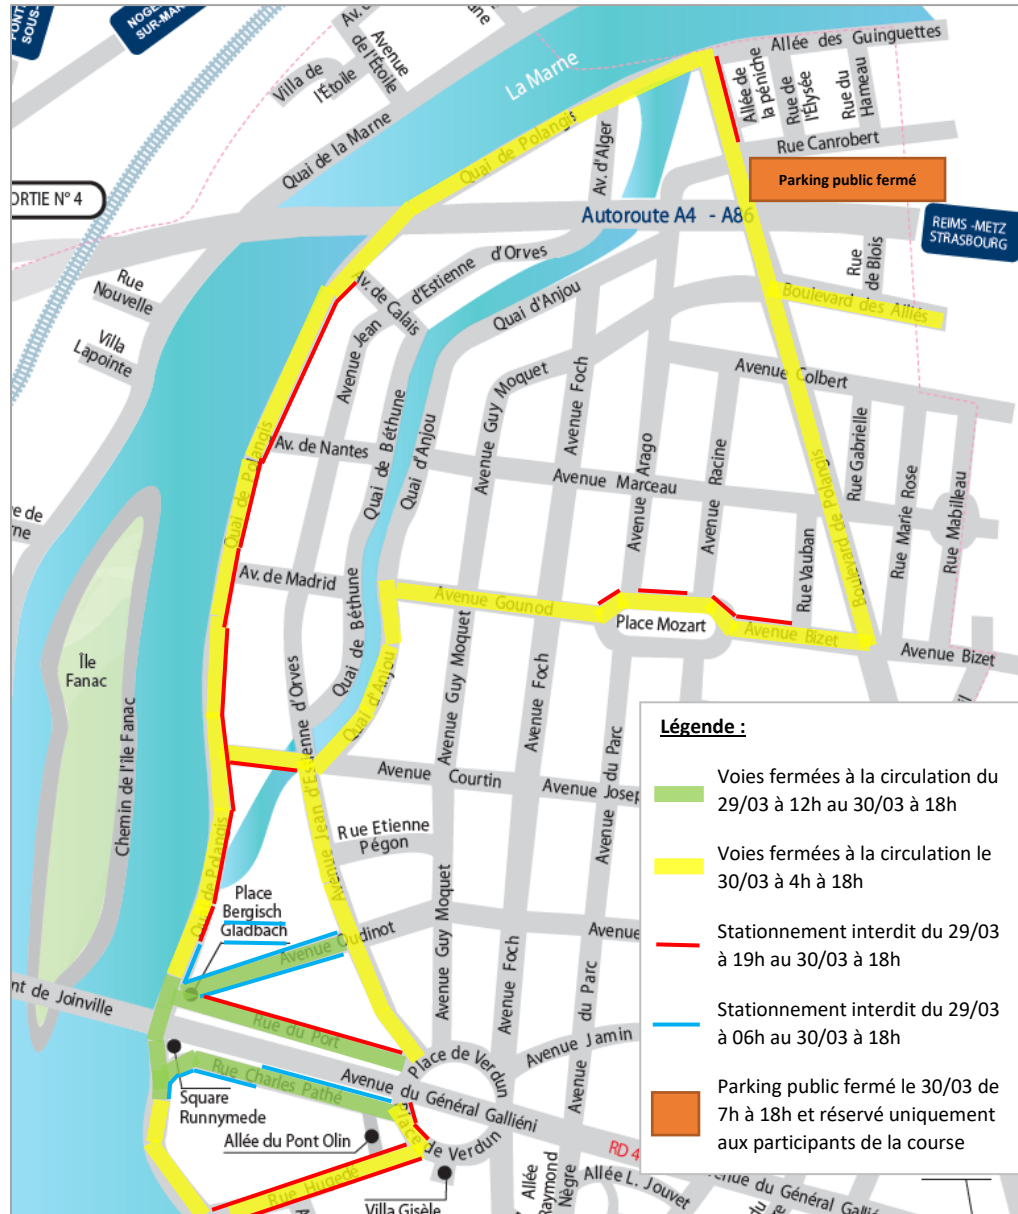 PONT
SOUS-
NOGE
SUR-MAR
Av.
Avenue
de l'Étoile
Villa de
l'Étoile
La Marne
Quai de la Marne
Quai de Polangis
Allée des Guinguettes
Allée de
la péniche
Rue de
l'Élysée
Rue du
Hameau
Rue Canrobert
Parking public fermé
ORTIE N° 4
Av. d'Alger
Autoroute A4 - A86
REIMS -METZ
STRASBOURG
Rue
Nouvelle
Villa
Lapointe
Av. de Calais
Avenue Jean
d'Estienne
d'Orves
Quai d'Anjou
Rue
de Blois
Boulevard des Alliés
Avenue Colbert
Avenue Guy Moquet
Avenue Foch
Quai de Béthune
Quai d'Anjou
Av. de Nantes
Quai de Polangis
Avenue Marceau
Avenue
Arago
Avenue Racine
Boulevard de Polangis
Rue Gabrielle
Rue Marie Rose
Rue Mabilleau
Rue Vauban
re de
rne
Av. de Madrid
Quai de Béthune
Avenue Gounod
Place Mozart
Avenue Bizet
Avenue Bizet
Île
Fanac
Chemin de l'île Fanac
Avenue Jean d'Estienne d'Orves
Quai d'Anjou
Avenue Guy Moquet
Avenue Foch
Avenue du Parc
Avenue Courtin
Avenue Josep
Rue Etienne
Pégon
de Polangis
Place
Bergisch
Gladbach
Avenue Oudinot
Avenue
Avenue Guy Moquet
Avenue Foch
Avenue du Parc
nt de Joinville
Rue du Port
Place de Verdun
Avenue Jamin
Rue Charles Pathé
Avenue du Général Galliéni
Square
Runnymede
Allée du Pont Olin
Place de Verdun
RD 4
Rue Hugede
Villa Gisèle
Allée
Raymond
Nègre
Allée L. Jouvet
Avenue du Général
Légende :
Voies fermées à la circulation du
29/03 à 12h au 30/03 à 18h
Voies fermées à la circulation le
30/03 à 4h à 18h
Stationnement interdit du 29/03
à 19h au 30/03 à 18h
Stationnement interdit du 29/03
à 06h au 30/03 à 18h
Parking public fermé le 30/03 de
7h à 18h et réservé uniquement
aux participants de la course